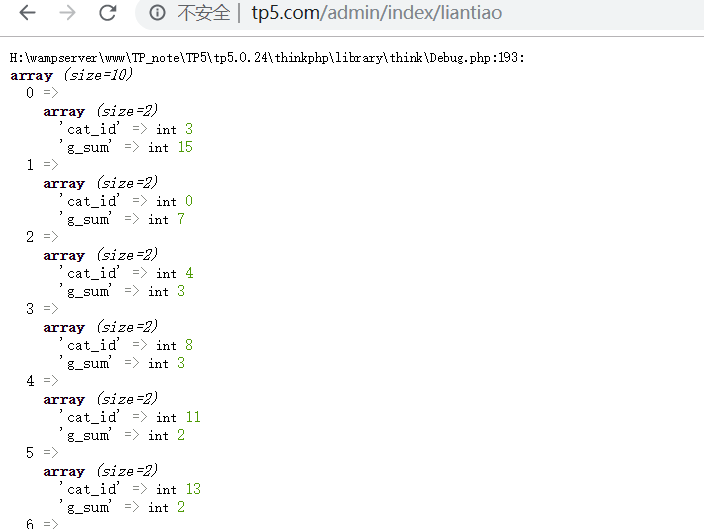 不安全 | tp5.com/admin/index/liantiao
H:\wampserver\www\TP_note\TP5\tp5.0.24\thinkphp\library\think\Debug.php:193:
array (size=10)
0 =>
array (size=2)
'cat_id' => int 3
'g_sum' => int 15
1 =>
array (size=2)
'cat_id' => int 0
'g_sum' => int 7
2 =>
array (size=2)
'cat_id' => int 4
'g_sum' => int 3
3 =>
array (size=2)
'cat_id' => int 8
'g_sum' => int 3
4 =>
array (size=2)
'cat_id' => int 11
'g_sum' => int 2
5 =>
array (size=2)
'cat_id' => int 13
'g_sum' => int 2
6 =>